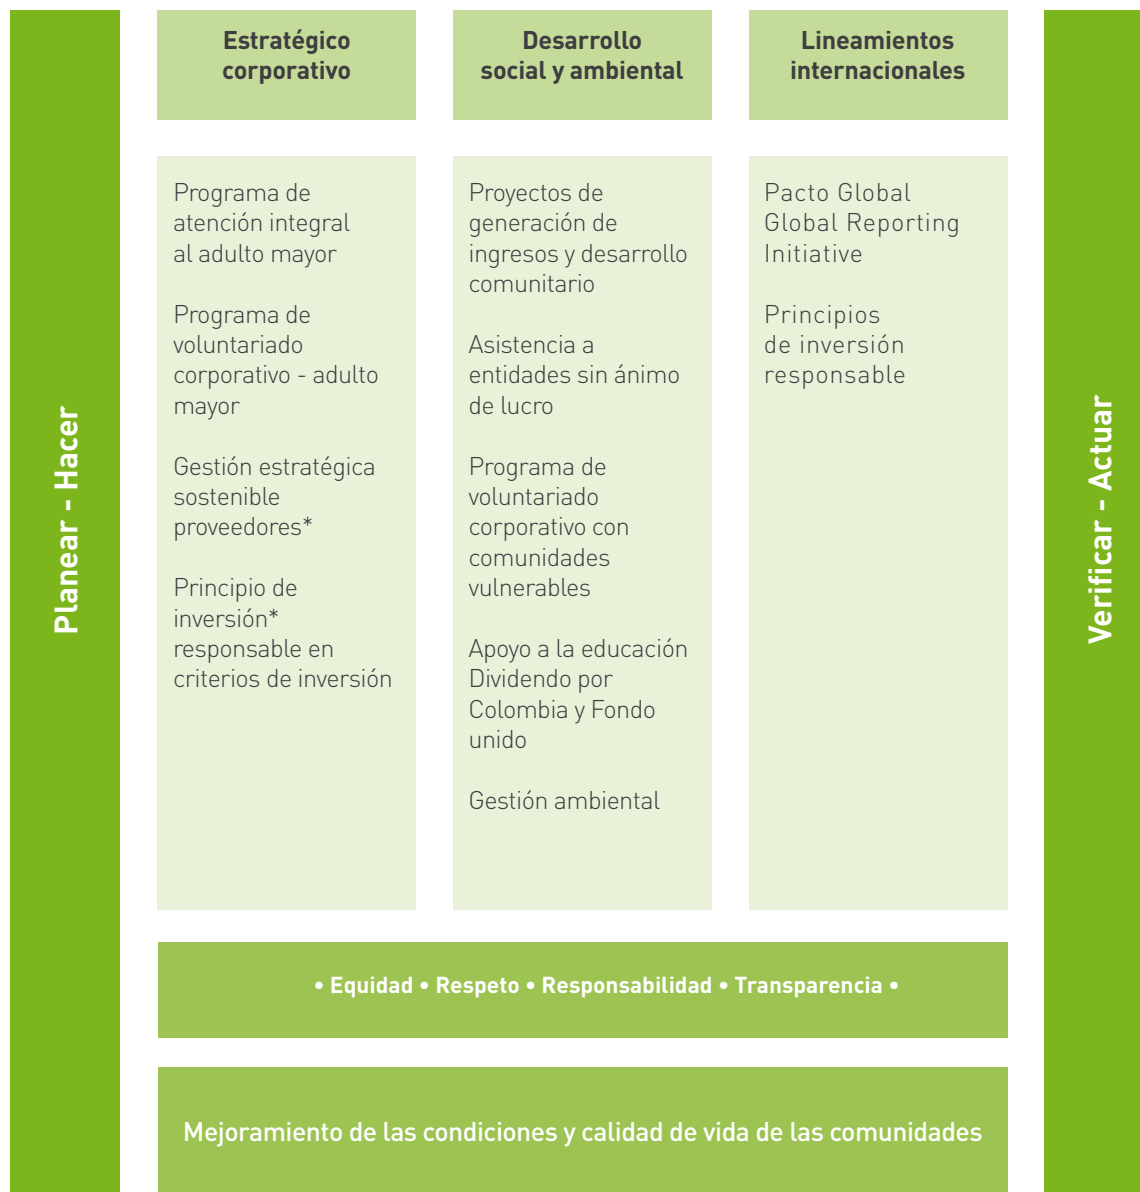 Planear - Hacer
Estratégico
corporativo
Programa de
atención integral
al adulto mayor
Programa de
voluntariado
corporativo - adulto
mayor
Gestión estratégica
sostenible
proveedores*
Principio de
inversión*
responsable en
criterios de inversión
Desarrollo
social y ambiental
Proyectos de
generación de
ingresos y desarrollo
comunitario
Asistencia a
entidades sin ánimo
de lucro
Programa de
voluntariado
corporativo con
comunidades
vulnerables
Apoyo a la educación
Dividendo por
Colombia y Fondo
unido
Gestión ambiental
Lineamientos
internacionales
Pacto Global
Global Reporting
Initiative
Principios
de inversión
responsable
• Equidad • Respeto • Responsabilidad • Transparencia •
Mejoramiento de las condiciones y calidad de vida de las comunidades
Verificar - Actuar